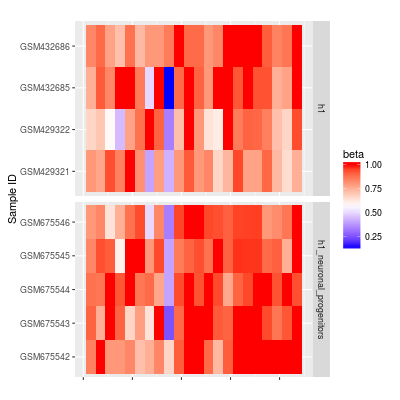 GSM432686
GSM432685
GSM429322
GSM429321
h1
GSM675546
GSM675545
GSM675544
GSM675543
GSM675542
h1_neuronal_progenitors
Sample ID
beta
1.00
0.75
0.50
0.25